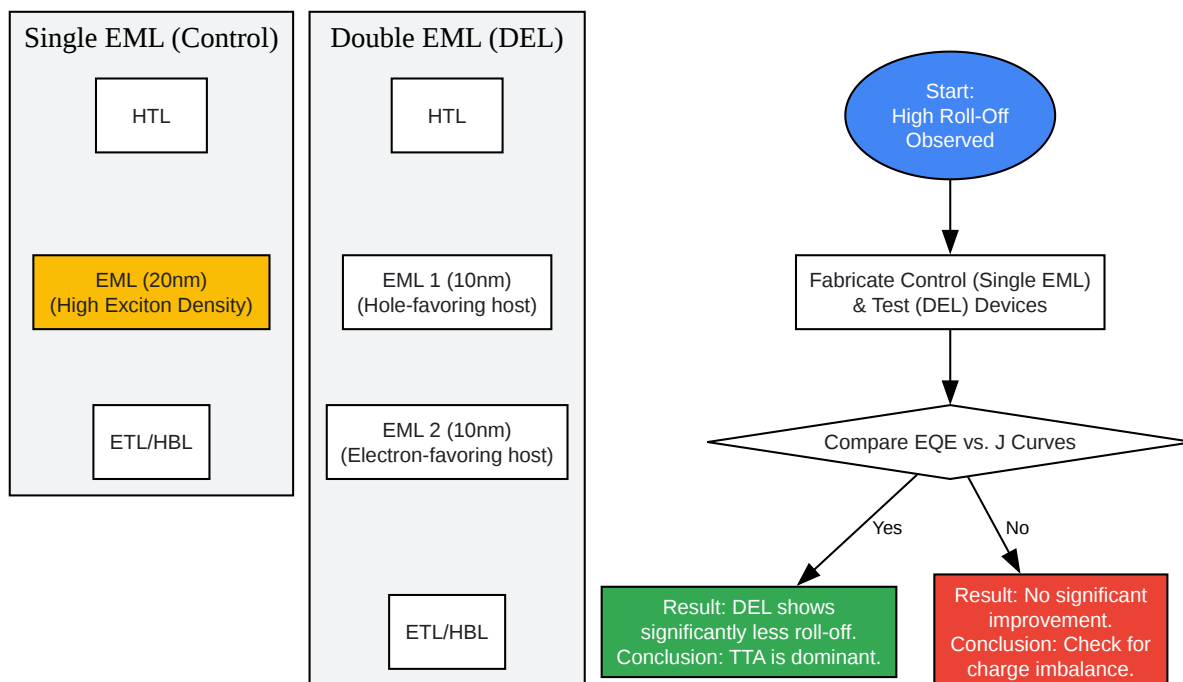 Single EML (Control)
HTL
EML (20nm)
(High Exciton Density)
ETL/HBL
Double EML (DEL)
HTL
EML 1 (10nm)
(Hole-favoring host)
EML 2 (10nm)
(Electron-favoring host)
ETL/HBL
Start:
High Roll-Off
Observed
Fabricate Control (Single EML)
& Test (DEL) Devices
Compare EQE vs. J Curves
Yes
No
Result: DEL shows
significantly less roll-off.
Conclusion: TTA is dominant.
Result: No significant
improvement.
Conclusion: Check for
charge imbalance.